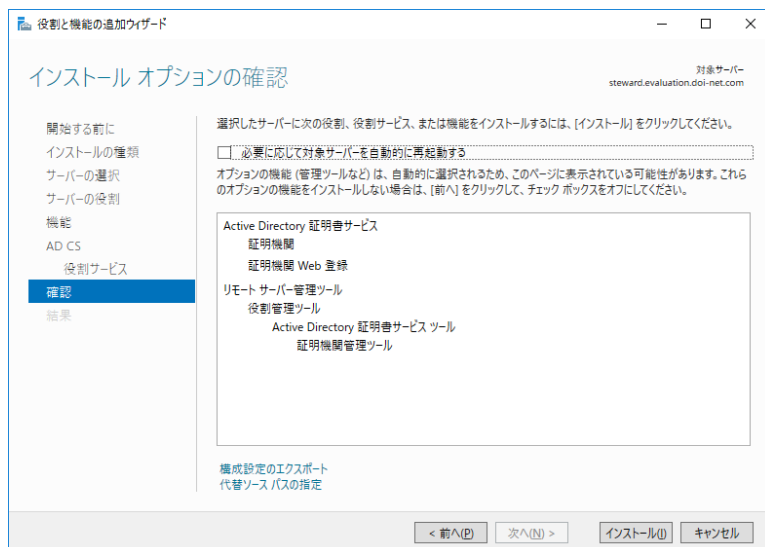 役割と機能の追加ウィザード
インストール オプションの確認
対象サーバー
steward.evaluation.doi-net.com
開始する前に
インストールの種類
サーバーの選択
サーバーの役割
機能
AD CS
役割サービス
確認
結果
選択したサーバーに次の役割、役割サービス、または機能をインストールするには、[インストール] をクリックしてください。
必要に応じて対象サーバーを自動的に再起動する
オプションの機能 (管理ツールなど) は、自動的に選択されるため、このページに表示されている可能性があります。これら
のオプションの機能をインストールしない場合は、[前へ] をクリックして、チェック ボックスをオフにしてください。
Active Directory 証明書サービス
証明機関
証明機関 Web 登録
リモート サーバー管理ツール
役割管理ツール
Active Directory 証明書サービス ツール
証明機関管理ツール
構成設定のエクスポート
代替ソース パスの指定
< 前へ(P)
次へ(N) >
インストール(I)
キャンセル